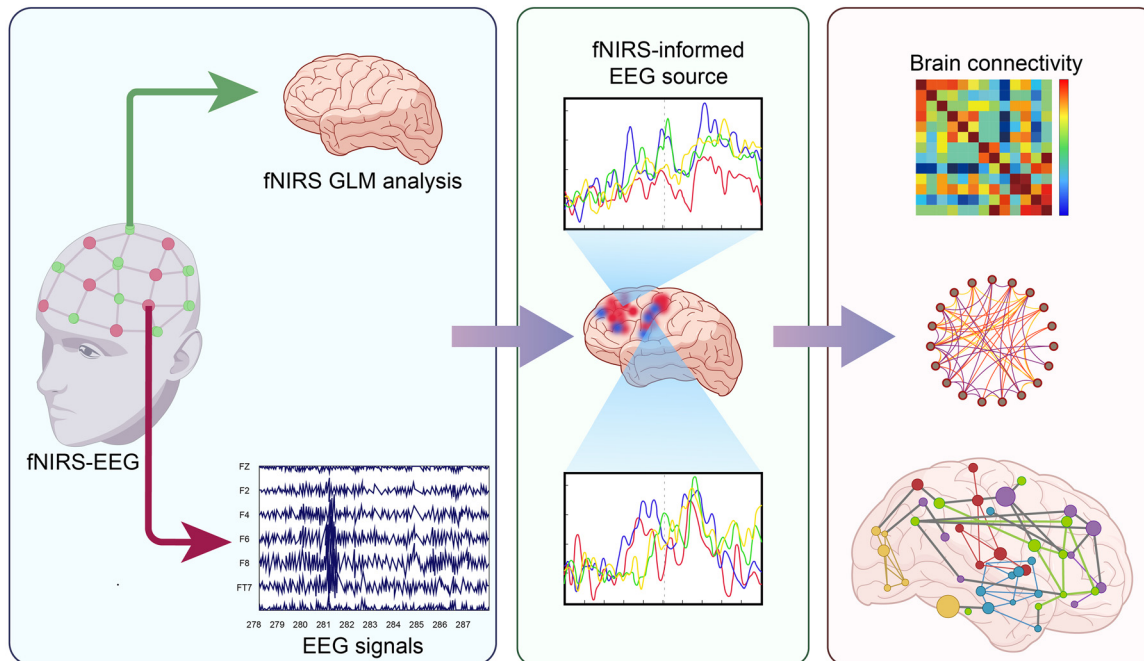 fNIRS GLM analysis
fNIRS-EEG
FZ
F2
F4
F6
F8
FT7
278 279 280 281 282 283 284 285 286 287
EEG signals
fNIRS-informed
EEG source
Brain connectivity